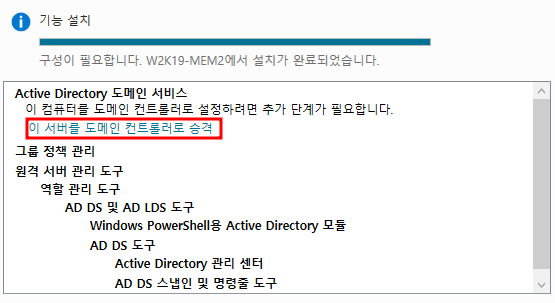 기능 설치
구성이 필요합니다. W2K19-MEM2에서 설치가 완료되었습니다.
Active Directory 도메인 서비스
이 컴퓨터를 도메인 컨트롤러로 설정하려면 추가 단계가 필요합니다.
이 서버를 도메인 컨트롤러로 승격
그룹 정책 관리
원격 서버 관리 도구
역할 관리 도구
AD DS 및 AD LDS 도구
Windows PowerShell용 Active Directory 모듈
AD DS 도구
Active Directory 관리 센터
AD DS 스냅인 및 명령줄 도구